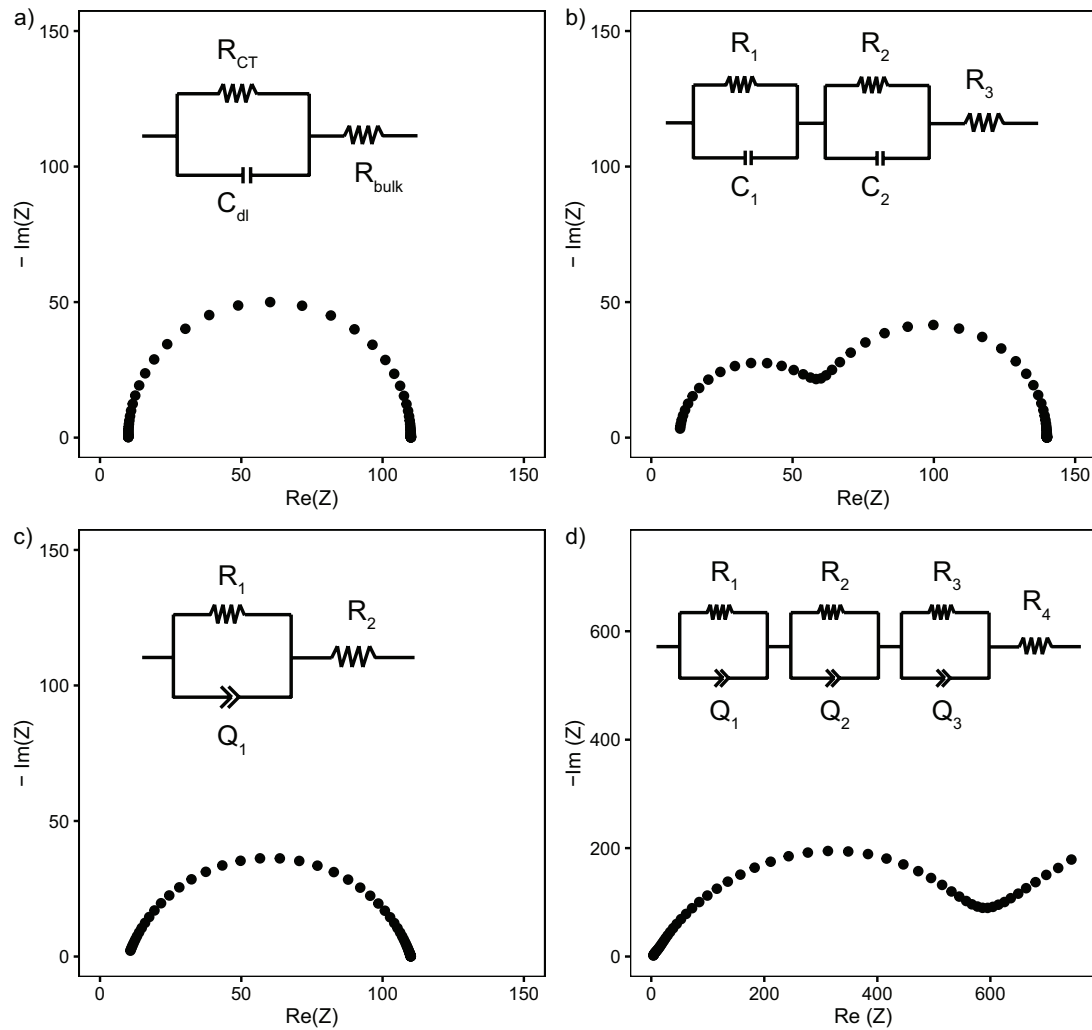 a)
150
100
50
0
− Im(Z)
R_CT
C_dl
R_bulk
0
50
100
150
Re(Z)
b)
150
100
50
0
− Im(Z)
R_1
R_2
R_3
C_1
C_2
0
50
100
150
Re(Z)
c)
150
100
50
0
− Im(Z)
R_1
R_2
Q_1
0
50
100
150
Re(Z)
d)
600
400
200
0
−Im (Z)
R_1
R_2
R_3
R_4
Q_1
Q_2
Q_3
0
200
400
600
Re (Z)